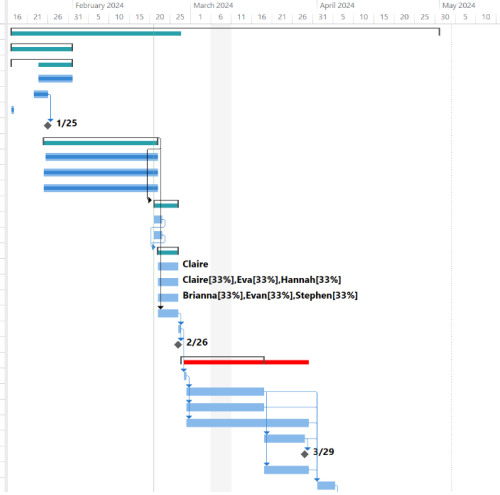 February 2024 March 2024 April 2024 May 2024
16 21 26 31 5 10 15 20 25 1 6 11 16 21 26 31 5 10 15 20 25 30 5 10
1/25
Claire
Claire[33%],Eva[33%],Hannah[33%]
Brianna[33%],Evan[33%],Stephen[33%]
2/26
3/29